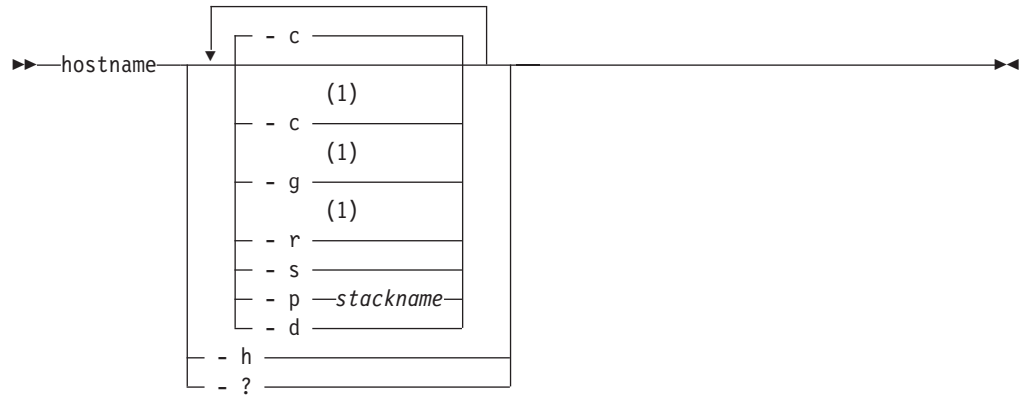 - c
hostname
(1)
- c
(1)
- g
(1)
- r
- s
- p stackname
- d
- h
- ?